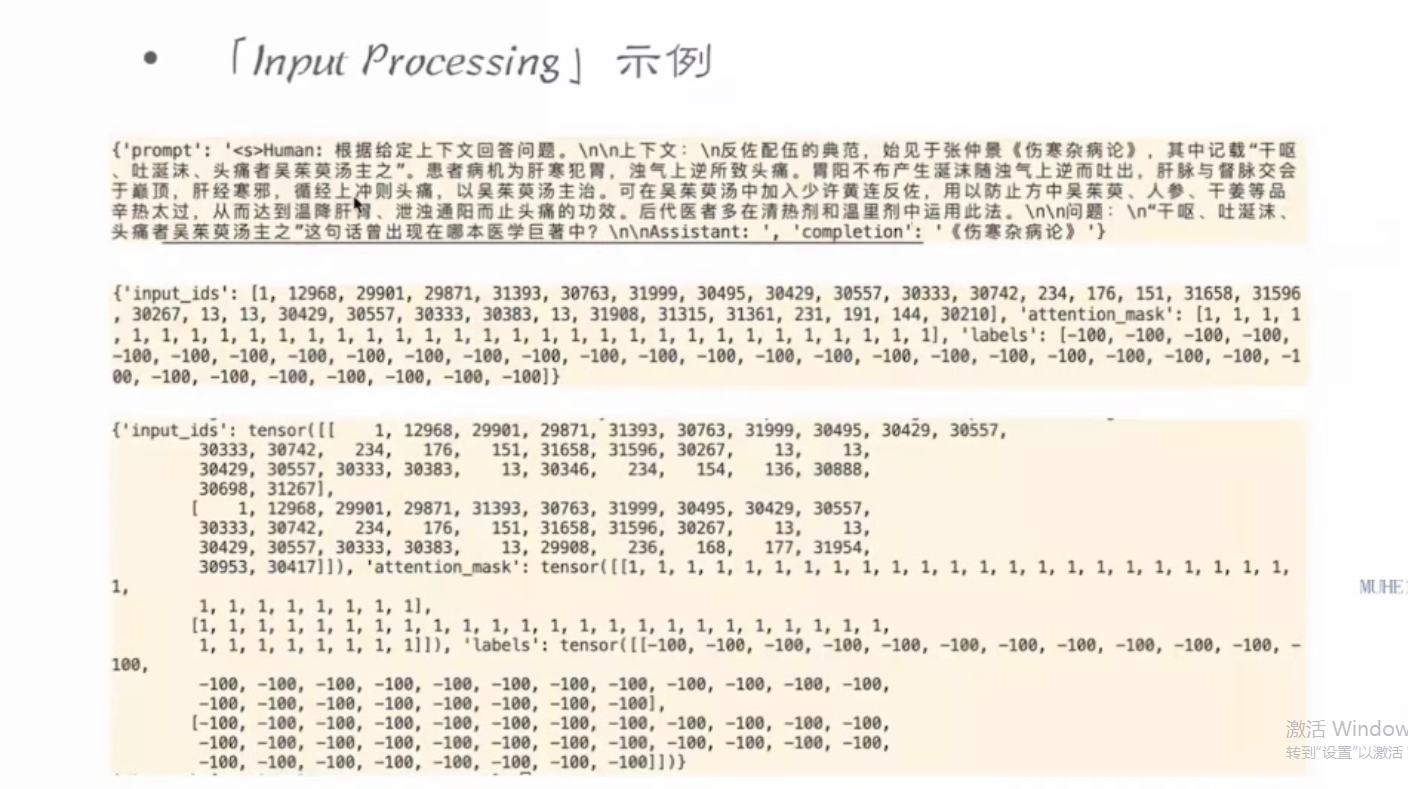 • 「Input Processing」 示例
{'prompt': '<s>Human: 根据给定上下文回答问题。\n\n上下文：\n反佐配伍的典范，始见于张仲景《伤寒杂病论》，其中记载“干呕
、吐涎沫、头痛者吴茱萸汤主之”。患者病机为肝寒犯胃，浊气上逆所致头痛。胃阳不布产生涎沫随浊气上逆而吐出，肝脉与督脉交会
于巅顶，肝经寒邪，循经上冲则头痛，以吴茱萸汤主治。可在吴茱萸汤中加入少许黄连反佐，用以防止方中吴茱萸、人参、干姜等品
辛热太过，从而达到温降肝胃、泄浊通阳而止头痛的功效。后代医者多在清热剂和温里剂中运用此法。\n\n问题：\n“干呕、吐涎沫、
头痛者吴茱萸汤主之”这句话曾出现在哪本医学巨著中？\n\nAssistant: ', 'completion': '《伤寒杂病论》'}
{'input_ids': [1, 12968, 29901, 29871, 31393, 30763, 31999, 30495, 30429, 30557, 30333, 30742, 234, 176, 151, 31658, 31596
, 30267, 13, 13, 30429, 30557, 30333, 30383, 13, 31908, 31315, 31361, 231, 191, 144, 30210], 'attention_mask': [1, 1, 1, 1
, 1, 1, 1, 1, 1, 1, 1, 1, 1, 1, 1, 1, 1, 1, 1, 1, 1, 1, 1, 1, 1, 1, 1, 1, 1, 1, 1, 1], 'labels': [-100, -100, -100, -100,
-100, -100, -100, -100, -100, -100, -100, -100, -100, -100, -100, -100, -100, -100, -100, -100, -1
00, -100, -100, -100, -100, -100, -100, -100]}
{'input_ids': tensor([[ 1, 12968, 29901, 29871, 31393, 30763, 31999, 30495, 30429, 30557,
30333, 30742, 234, 176, 151, 31658, 31596, 30267, 13, 13,
30429, 30557, 30333, 30383, 13, 30346, 234, 154, 136, 30888,
30698, 31267],
[ 1, 12968, 29901, 29871, 31393, 30763, 31999, 30495, 30429, 30557,
30333, 30742, 234, 176, 151, 31658, 31596, 30267, 13, 13,
30429, 30557, 30333, 30383, 13, 29908, 236, 168, 177, 31954,
30953, 30417]]), 'attention_mask': tensor([[1, 1, 1, 1, 1, 1, 1, 1, 1, 1, 1, 1, 1, 1, 1, 1, 1, 1, 1, 1, 1, 1, 1,
1,
1, 1, 1, 1, 1, 1, 1, 1],
[1, 1, 1, 1, 1, 1, 1, 1, 1, 1, 1, 1, 1, 1, 1, 1, 1, 1, 1, 1, 1, 1, 1, 1,
1, 1, 1, 1, 1, 1, 1, 1]]), 'labels': tensor([[-100, -100, -100, -100, -100, -100, -100, -100, -100, -100, -100, -
100,
-100, -100, -100, -100, -100, -100, -100, -100, -100, -100, -100, -100,
-100, -100, -100, -100, -100, -100, -100, -100],
[-100, -100, -100, -100, -100, -100, -100, -100, -100, -100, -100, -100,
-100, -100, -100, -100, -100, -100, -100, -100, -100, -100, -100, -100,
-100, -100, -100, -100, -100, -100, -100, -100]])}
MUHE
激活 Window
转到“设置”以激活